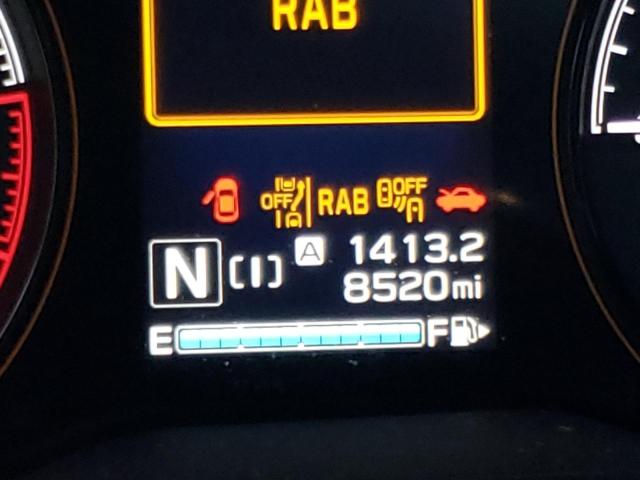 RAB
OFF RAB OFF
N (I) A 1413.2
8520mi
E F